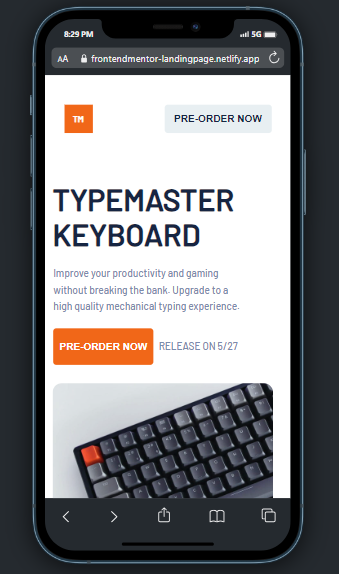 8:29 PM
5G
AA frontendmentor-landingpage.netlify.app
TM
PRE-ORDER NOW
TYPEMASTER
KEYBOARD
Improve your productivity and gaming
without breaking the bank. Upgrade to a
high quality mechanical typing experience.
PRE-ORDER NOW
RELEASE ON 5/27